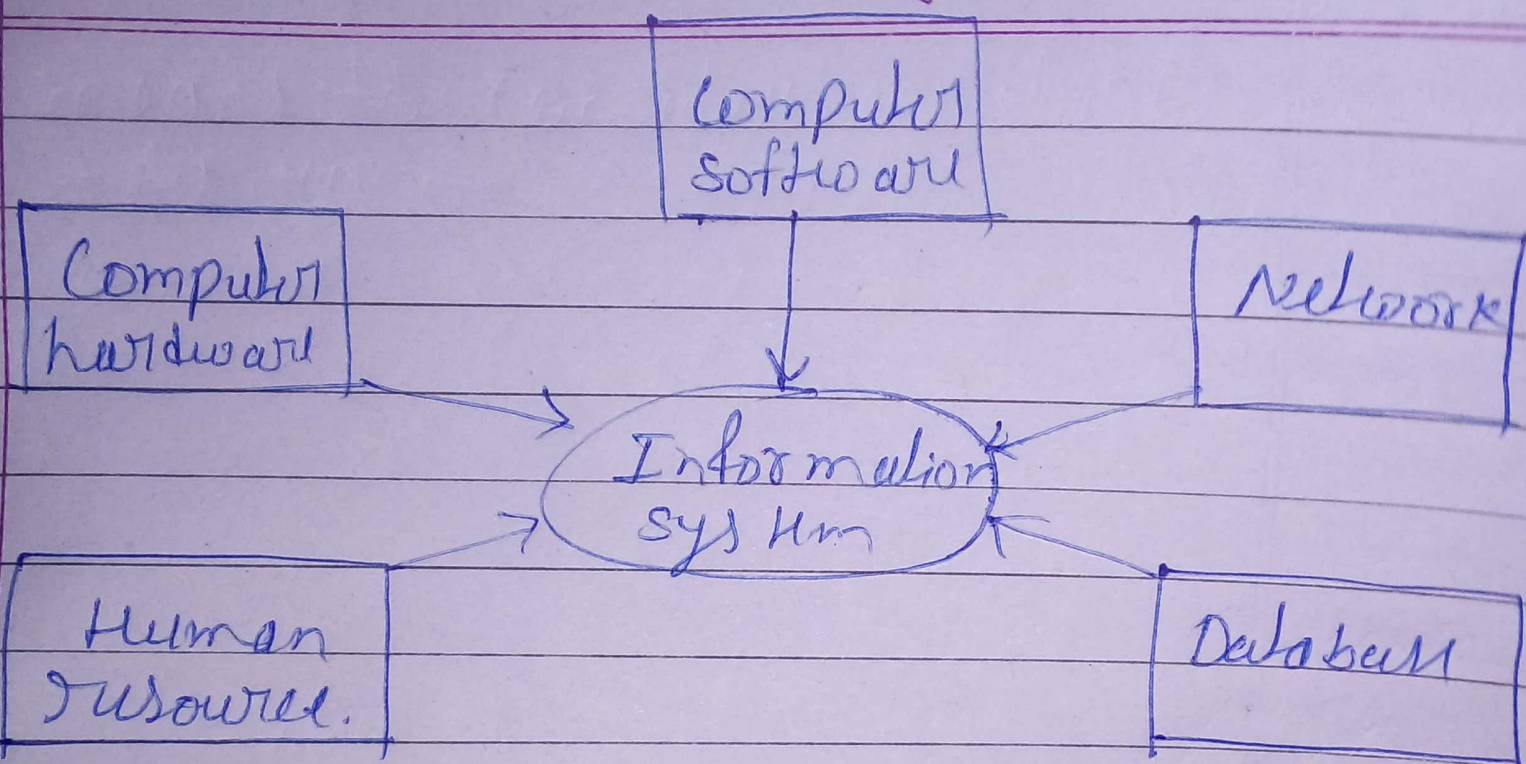 Computer
software
Computer
hardware
Network
Information
system
Human
resource.
Database